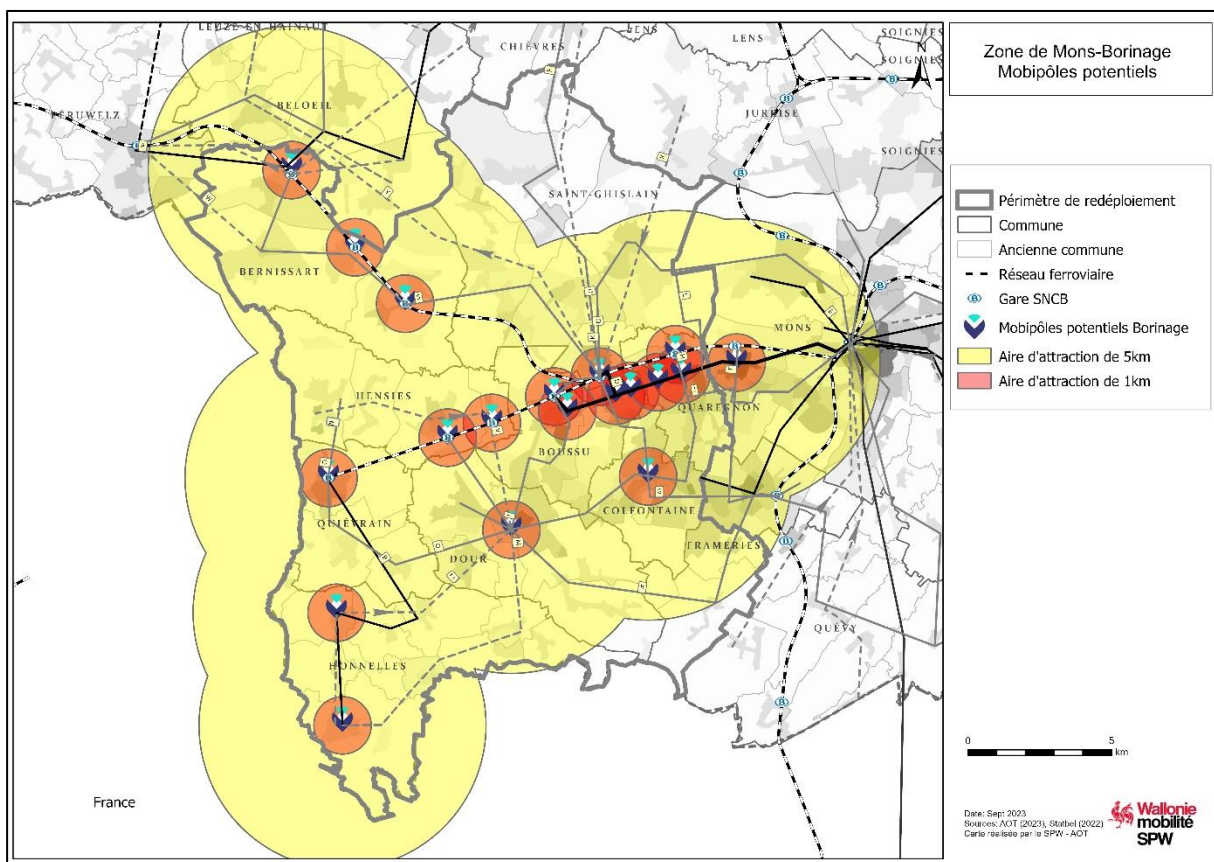 Zone de Mons-Borinage
Mobipôles potentiels
Périmètre de redéploiement
Commune
Ancienne commune
Réseau ferroviaire
Gare SNCB
Mobipôles potentiels Borinage
Aire d'attraction de 5km
Aire d'attraction de 1km
LEUZE-EN-HAINAUT
CHIÈVRES
LENS
LENS
SOIGNIES
SOIGNIES
N
BELOEIL
PÉRUWELZ
JURBISE
SOIGNIES
SAINT-GHISLAIN
BERNISSART
MONS
HENSIES
QUAREGNON
BOUSSU
QUIÉVRAIN
COLFONTAINE
DOUR
FRAMERIES
QUÉVY
HONNELLES
France
0 5
km
Date: Sept 2023
Sources: AOT (2023), Statbel (2022)
Carte réalisée par le SPW - AOT
Wallonie
mobilité
SPW